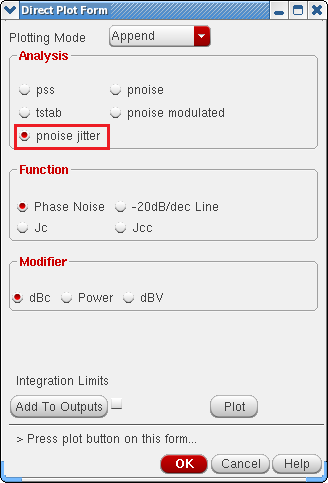 Direct Plot Form
Plotting Mode Append
Analysis
pss pnoise
tstab pnoise modulated
pnoise jitter
Function
Phase Noise -20dB/dec Line
Jc Jcc
Modifier
dBc Power dBV
Integration Limits
Add To Outputs Plot
> Press plot button on this form...
OK Cancel Help